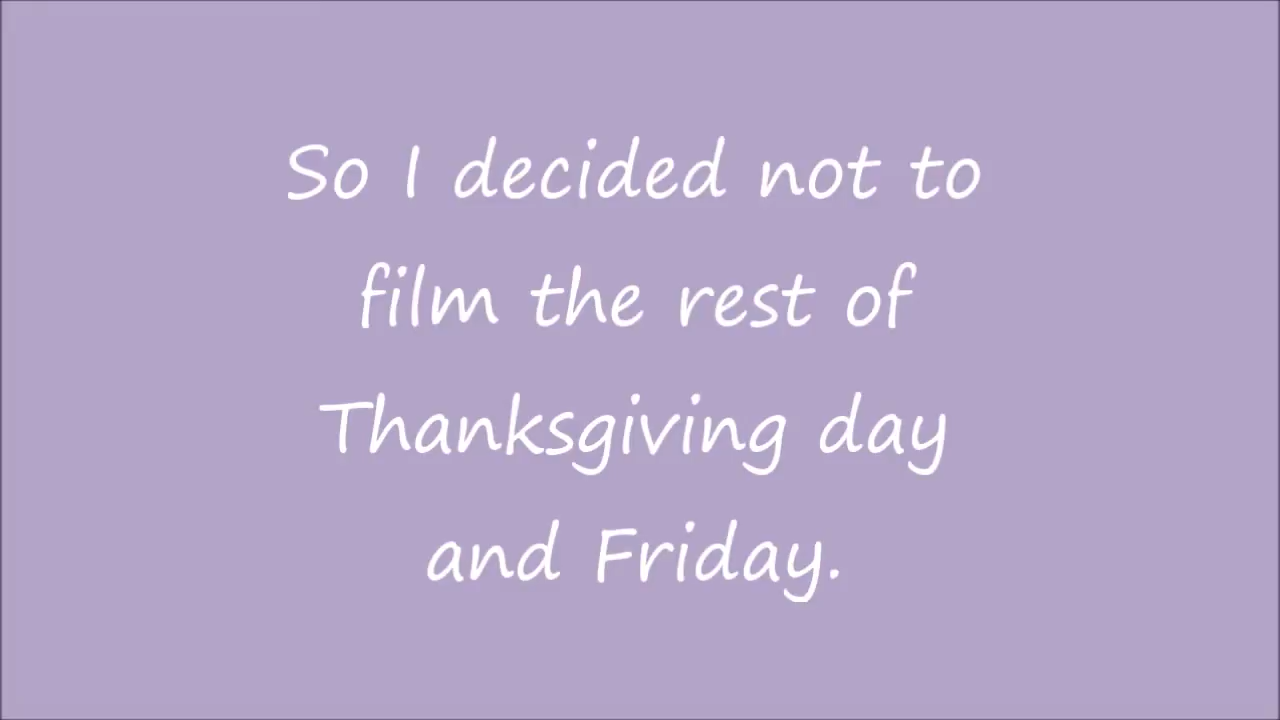 So I decided not to
film the rest of
Thanksgiving day
and Friday.